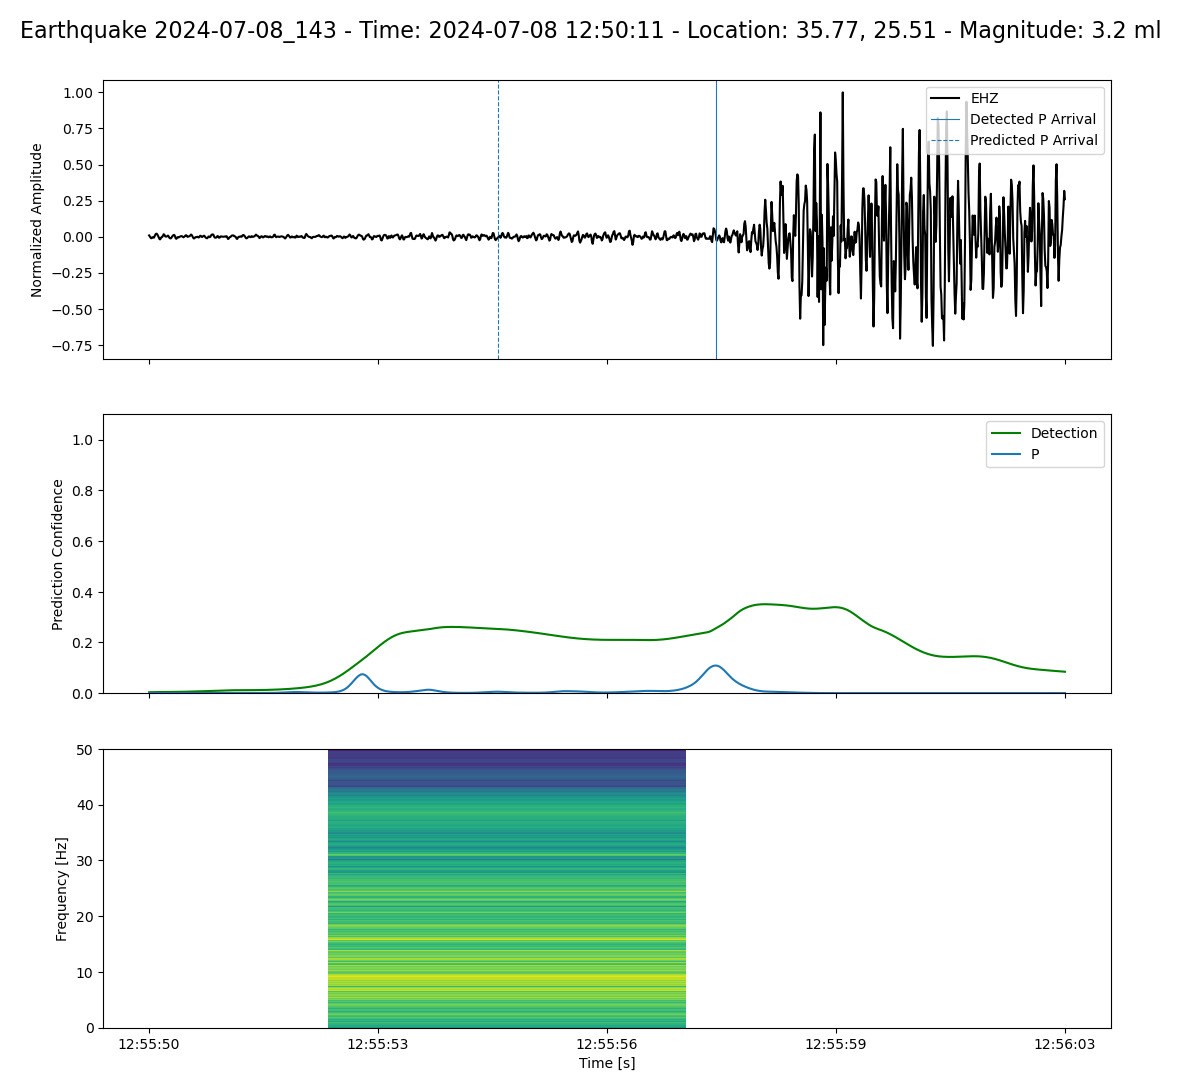 Earthquake 2024-07-08_143 - Time: 2024-07-08 12:50:11 - Location: 35.77, 25.51 - Magnitude: 3.2 ml
Normalized Amplitude
1.00
0.75
0.50
0.25
0.00
−0.25
−0.50
−0.75
EHZ
Detected P Arrival
Predicted P Arrival
Prediction Confidence
1.0
0.8
0.6
0.4
0.2
0.0
Detection
P
Frequency [Hz]
50
40
30
20
10
0
12:55:50
12:55:53
12:55:56
12:55:59
12:56:03
Time [s]